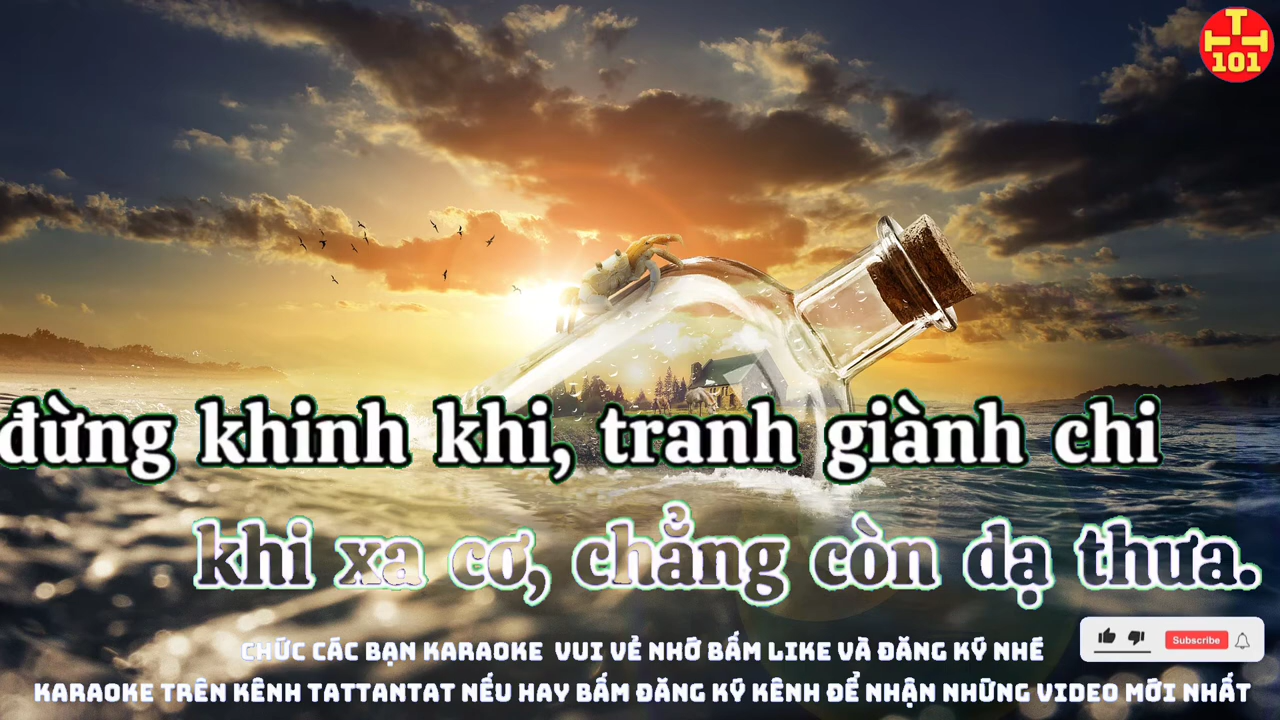 T
T T
101
đừng khinh khi, tranh giành chi
khi xa cơ, chẳng còn dạ thưa.
CHỨC CÁC BẠN KARAOKE VUI VẺ NHỚ BẤM LIKE VÀ ĐĂNG KÝ NHÉ
Subscribe
KARAOKE TRÊN KÊNH TATTANTAT NẾU HAY BẤM ĐĂNG KÝ KÊNH ĐỂ NHẬN NHỮNG VIDEO MỚI NHẤT